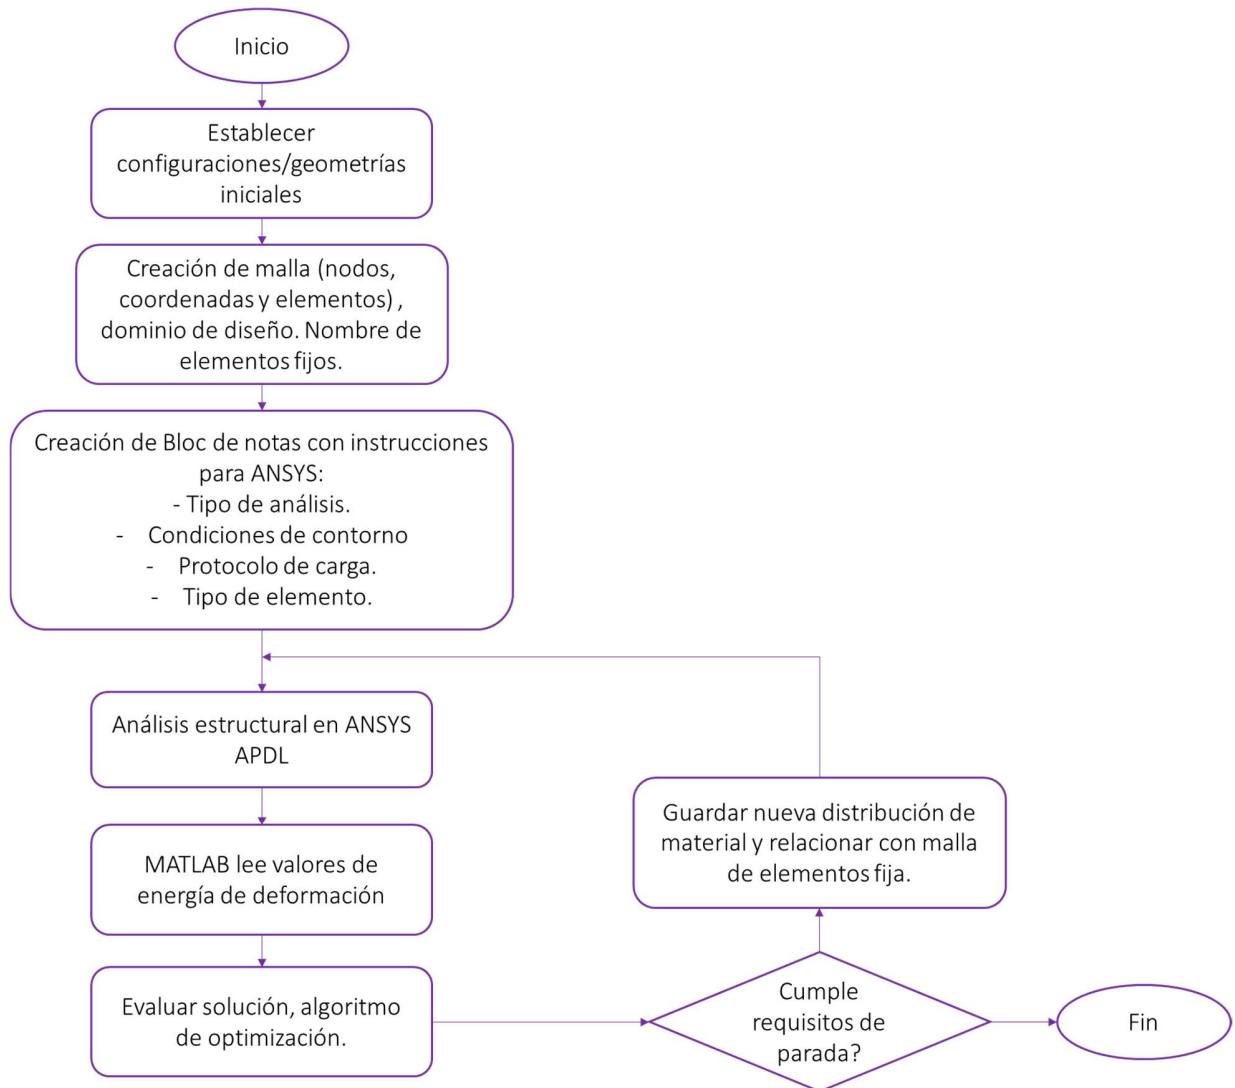 Inicio
Establecer
configuraciones/geometrías
iniciales
Creación de malla (nodos,
coordenadas y elementos) ,
dominio de diseño. Nombre de
elementos fijos.
Creación de Bloc de notas con instrucciones
para ANSYS:
- Tipo de análisis.
- Condiciones de contorno
- Protocolo de carga.
- Tipo de elemento.
Análisis estructural en ANSYS
APDL
MATLAB lee valores de
energía de deformación
Evaluar solución, algoritmo
de optimización.
Cumple
requisitos de
parada?
Guardar nueva distribución de
material y relacionar con malla
de elementos fija.
Fin